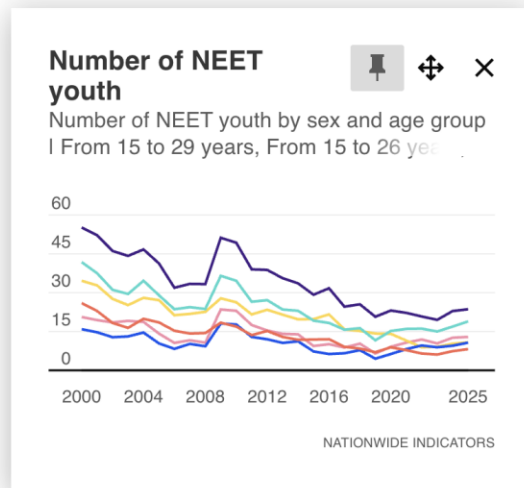 Number of NEET
youth
Number of NEET youth by sex and age group
| From 15 to 29 years, From 15 to 26
60
45
30
15
0
2000 2004 2008 2012 2016 2020 2025
NATIONWIDE INDICATORS